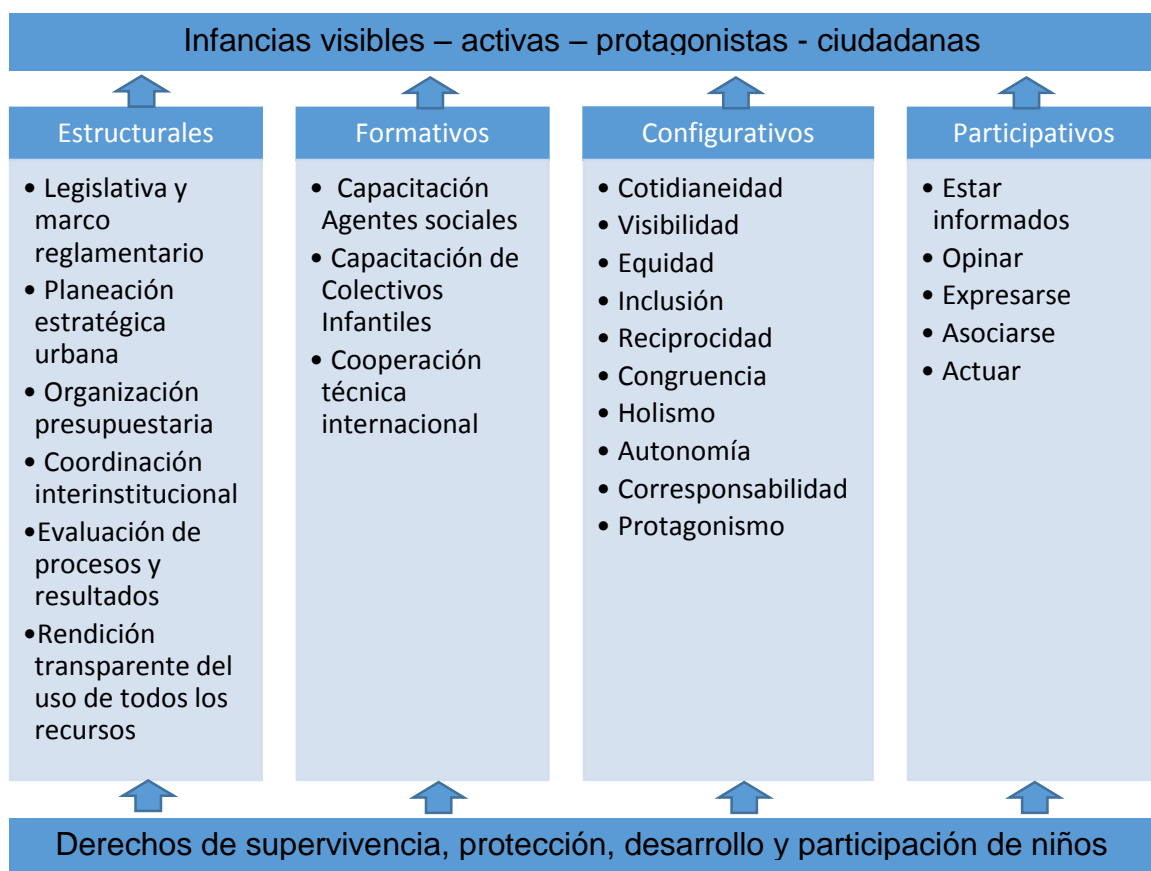 Infancias visibles – activas – protagonistas - ciudadanas
Estructurales
• Legislativa y
marco
reglamentario
• Planeación
estratégica
urbana
• Organización
presupuestaria
• Coordinación
interinstitucional
•Evaluación de
procesos y
resultados
•Rendición
transparente del
uso de todos los
recursos
Formativos
• Capacitación
Agentes sociales
• Capacitación de
Colectivos
Infantiles
• Cooperación
técnica
internacional
Configurativos
• Cotidianeidad
• Visibilidad
• Equidad
• Inclusión
• Reciprocidad
• Congruencia
• Holismo
• Autonomía
• Corresponsabilidad
• Protagonismo
Participativos
• Estar
informados
• Opinar
• Expresarse
• Asociarse
• Actuar
Derechos de supervivencia, protección, desarrollo y participación de niños